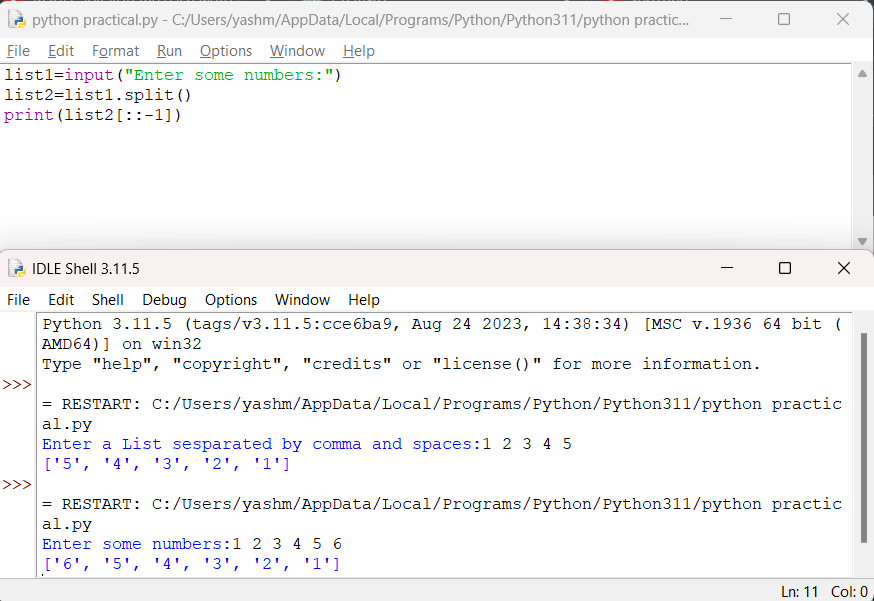 python practical.py - C:/Users/yashm/AppData/Local/Programs/Python/Python311/python practic...
File Edit Format Run Options Window Help
list1=input("Enter some numbers:")
list2=list1.split()
print(list2[::-1])
IDLE Shell 3.11.5
File Edit Shell Debug Options Window Help
Python 3.11.5 (tags/v3.11.5:cce6ba9, Aug 24 2023, 14:38:34) [MSC v.1936 64 bit (
AMD64)] on win32
Type "help", "copyright", "credits" or "license()" for more information.
>>>
= RESTART: C:/Users/yashm/AppData/Local/Programs/Python/Python311/python practic
al.py
Enter a List sesparated by comma and spaces:1 2 3 4 5
['5', '4', '3', '2', '1']
>>>
= RESTART: C:/Users/yashm/AppData/Local/Programs/Python/Python311/python practic
al.py
Enter some numbers:1 2 3 4 5 6
['6', '5', '4', '3', '2', '1']
Ln: 11 Col: 0